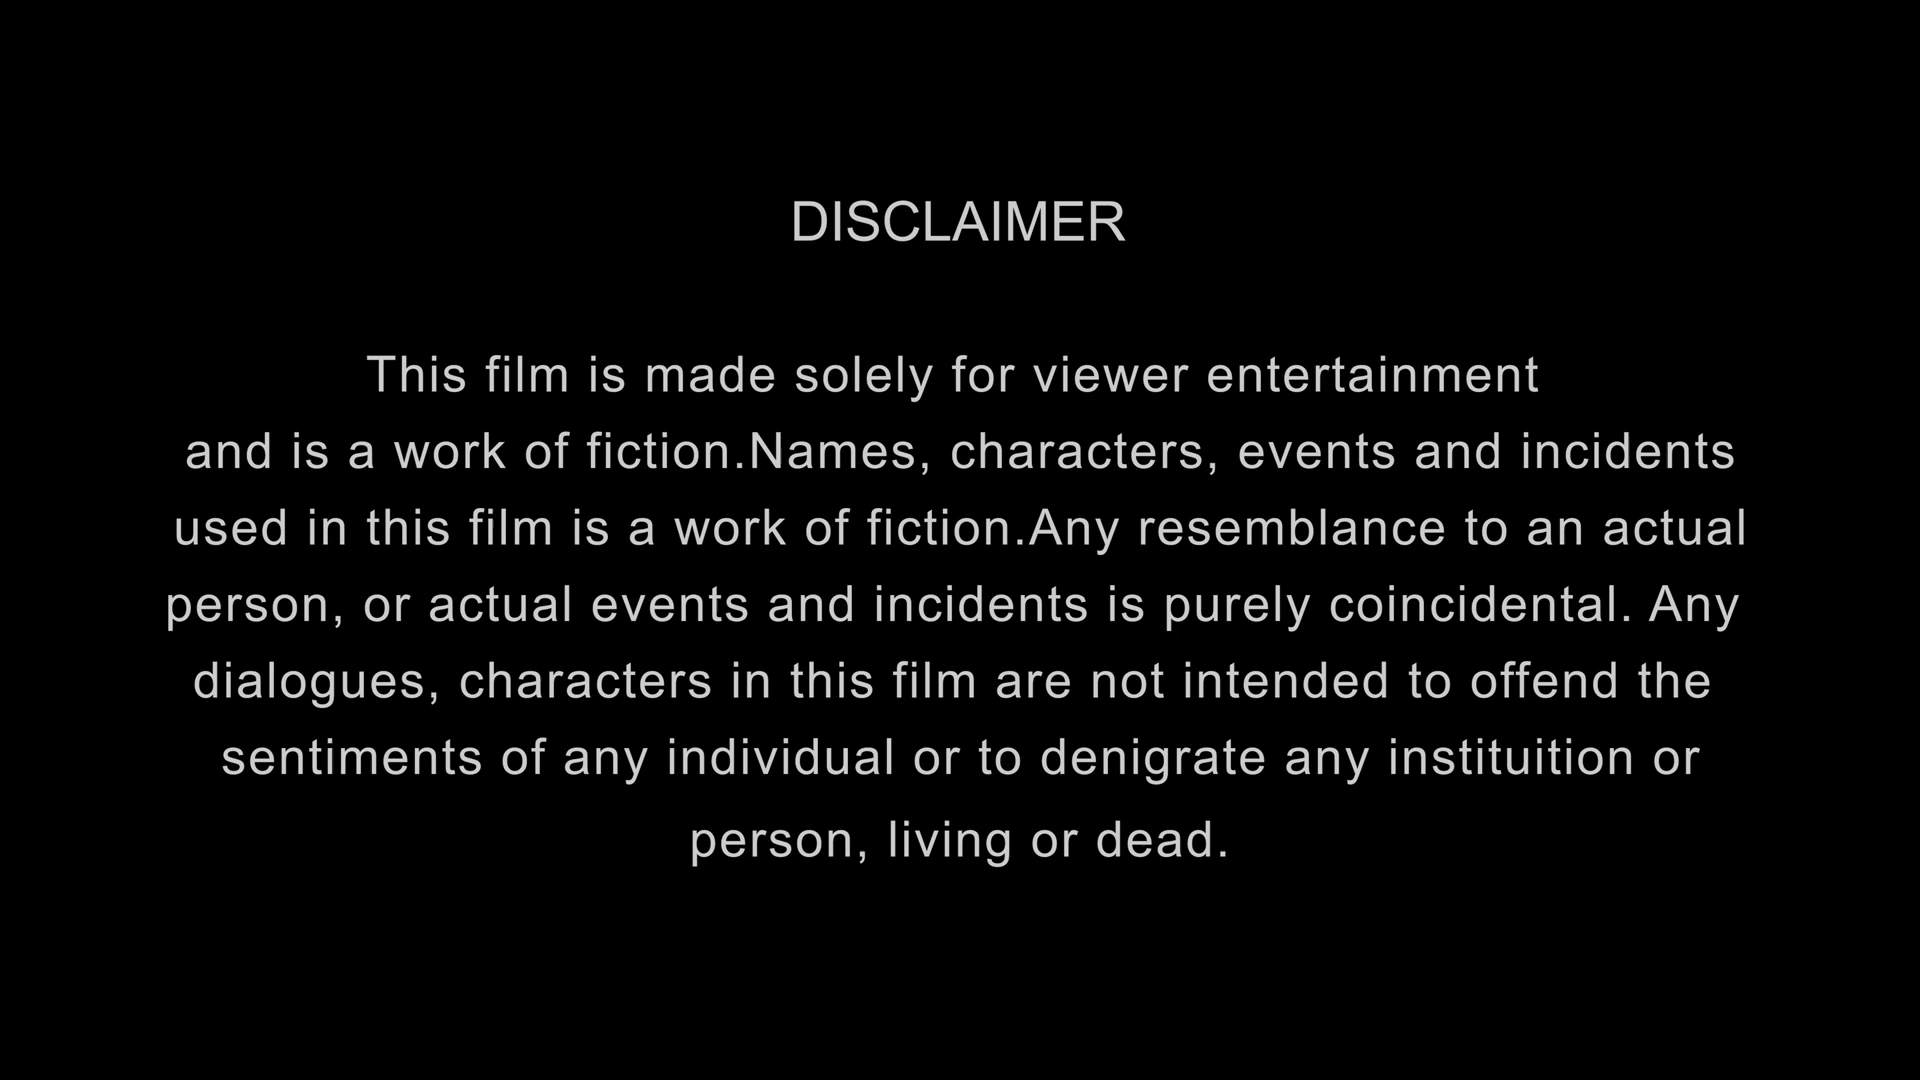 DISCLAIMER
This film is made solely for viewer entertainment
and is a work of fiction.Names, characters, events and incidents
used in this film is a work of fiction.Any resemblance to an actual
person, or actual events and incidents is purely coincidental. Any
dialogues, characters in this film are not intended to offend the
sentiments of any individual or to denigrate any instituition or
person, living or dead.